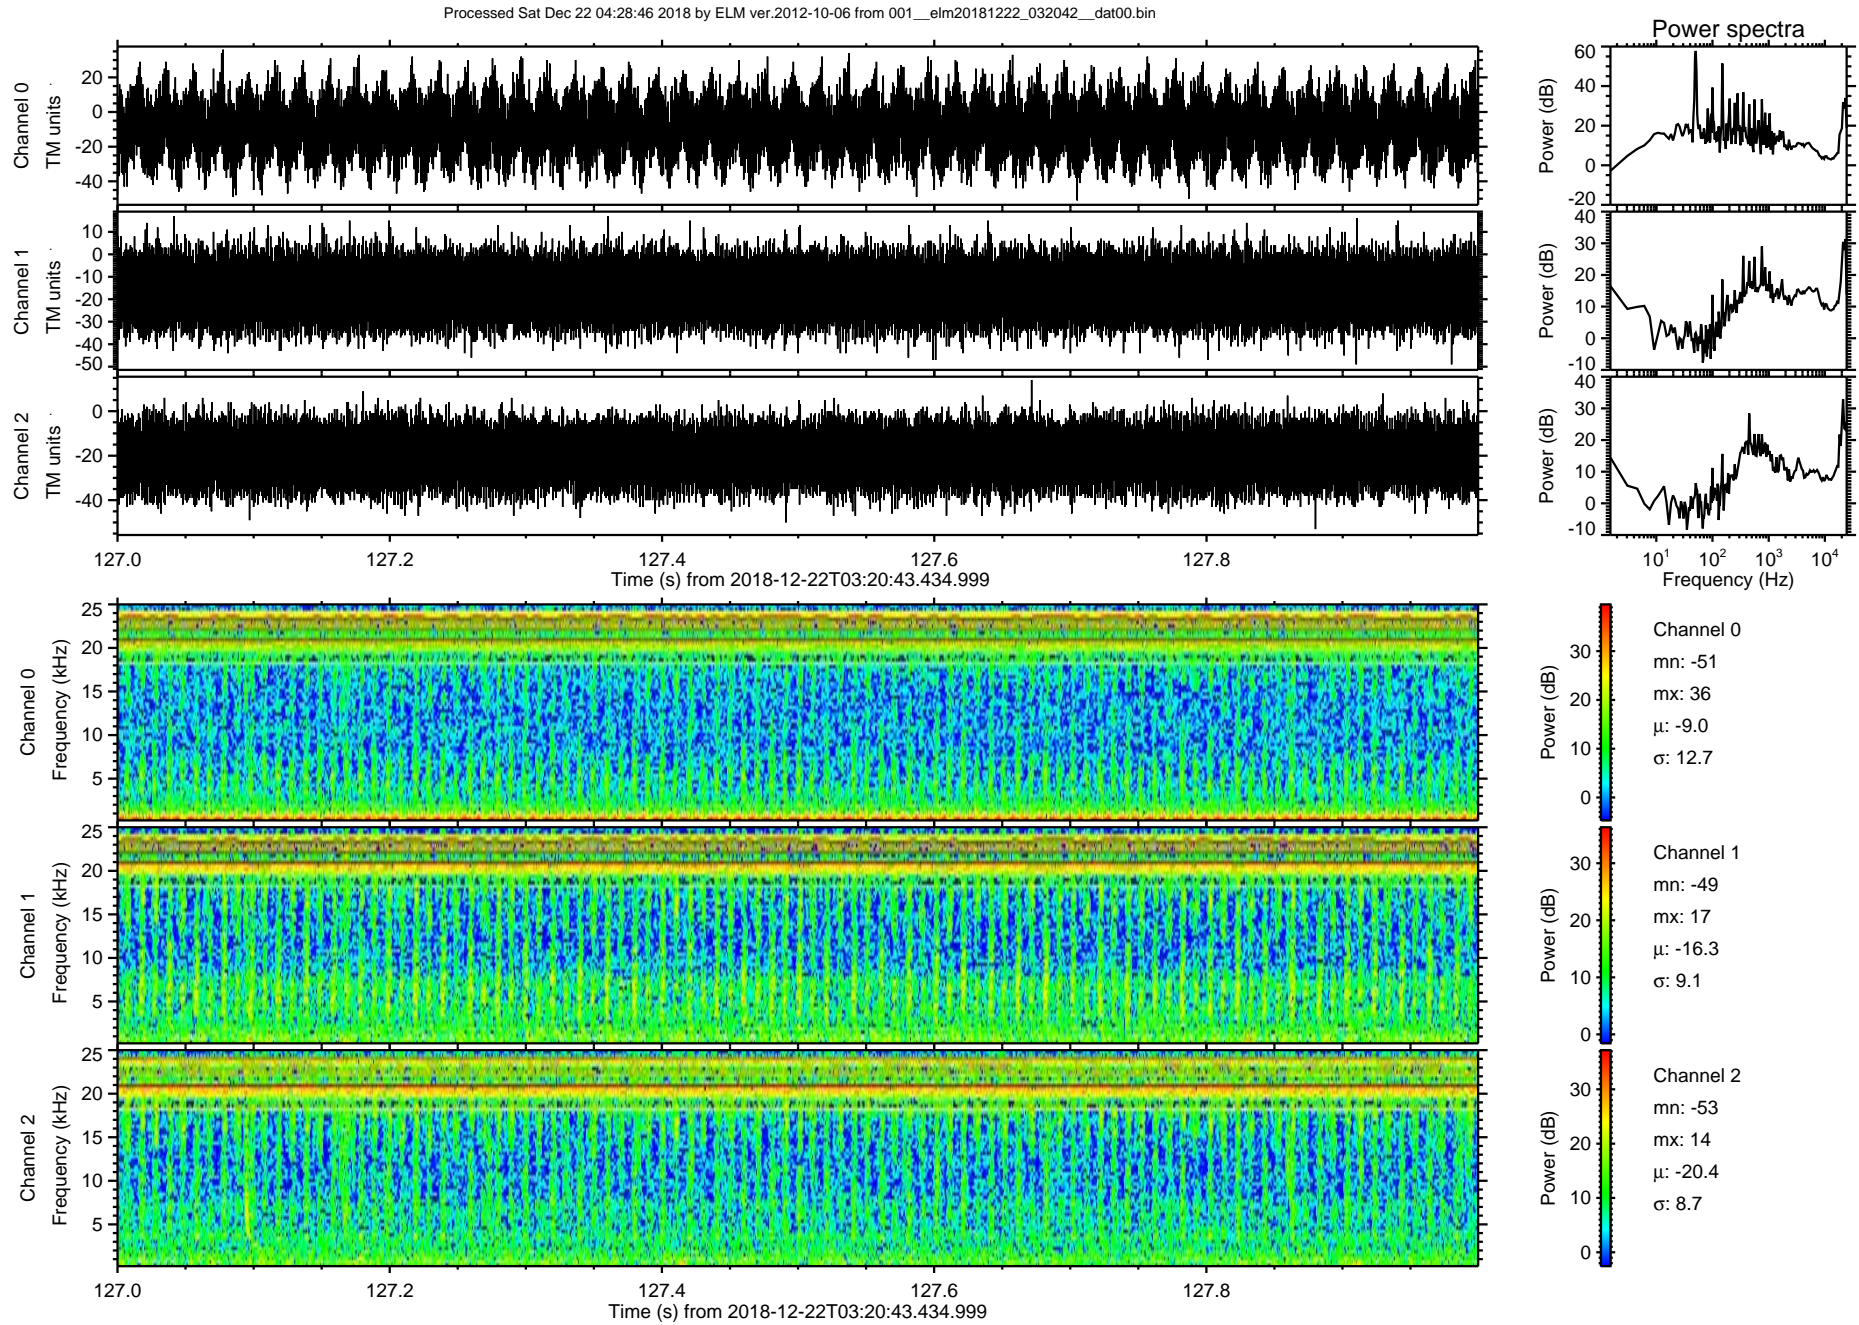 Processed Sat Dec 22 04:28:46 2018 by ELM ver.2012-10-06 from 001__elm20181222_032042__dat00.bin
Power spectra
Channel 0
TM units
20
0
-20
-40
Power (dB)
60
40
20
0
-20
Channel 1
TM units
10
0
-10
-20
-30
-40
-50
Power (dB)
40
30
20
10
0
-10
Channel 2
TM units
0
-20
-40
Power (dB)
40
30
20
10
0
-10
127.0 127.2 127.4 127.6 127.8
Time (s) from 2018-12-22T03:20:43.434.999
10¹ 10² 10³ 10⁴
Frequency (Hz)
Channel 0
Frequency (kHz)
25
20
15
10
5
Power (dB)
30
20
10
0
Channel 0
mn: -51
mx: 36
μ: -9.0
σ: 12.7
Channel 1
Frequency (kHz)
25
20
15
10
5
Power (dB)
30
20
10
0
Channel 1
mn: -49
mx: 17
μ: -16.3
σ: 9.1
Channel 2
Frequency (kHz)
25
20
15
10
5
Power (dB)
30
20
10
0
Channel 2
mn: -53
mx: 14
μ: -20.4
σ: 8.7
127.0 127.2 127.4 127.6 127.8
Time (s) from 2018-12-22T03:20:43.434.999